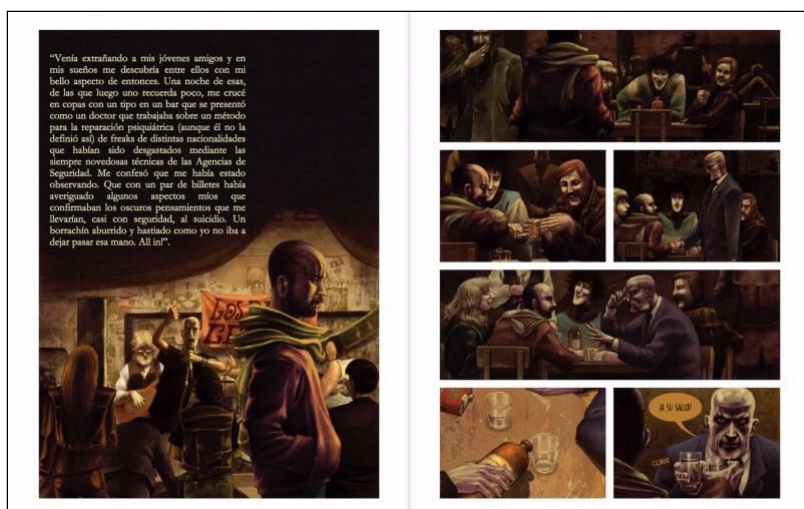 “Venía extrañando a mis jóvenes amigos y en
mis sueños me descubría entre ellos con mi
bello aspecto de entonces. Una noche de esas,
de las que luego uno recuerda poco, me crucé
en copas con un tipo en un bar que se presentó
como un doctor que trabajaba sobre un método
para la reparación psiquiátrica (aunque él no la
definió así) de freaks de distintas nacionalidades
que habían sido desgastados mediante las
siempre novedosas técnicas de las Agencias de
Seguridad. Me confesó que me había estado
observando. Que con un par de billetes había
averiguado algunos aspectos míos que
confirmaban los oscuros pensamientos que me
llevarían, casi con seguridad, al suicidio. Un
borrachín aburrido y hastiado como yo no iba a
dejar pasar esa mano. All in!”.
LOS
¡A SU SALUD!
CLINK